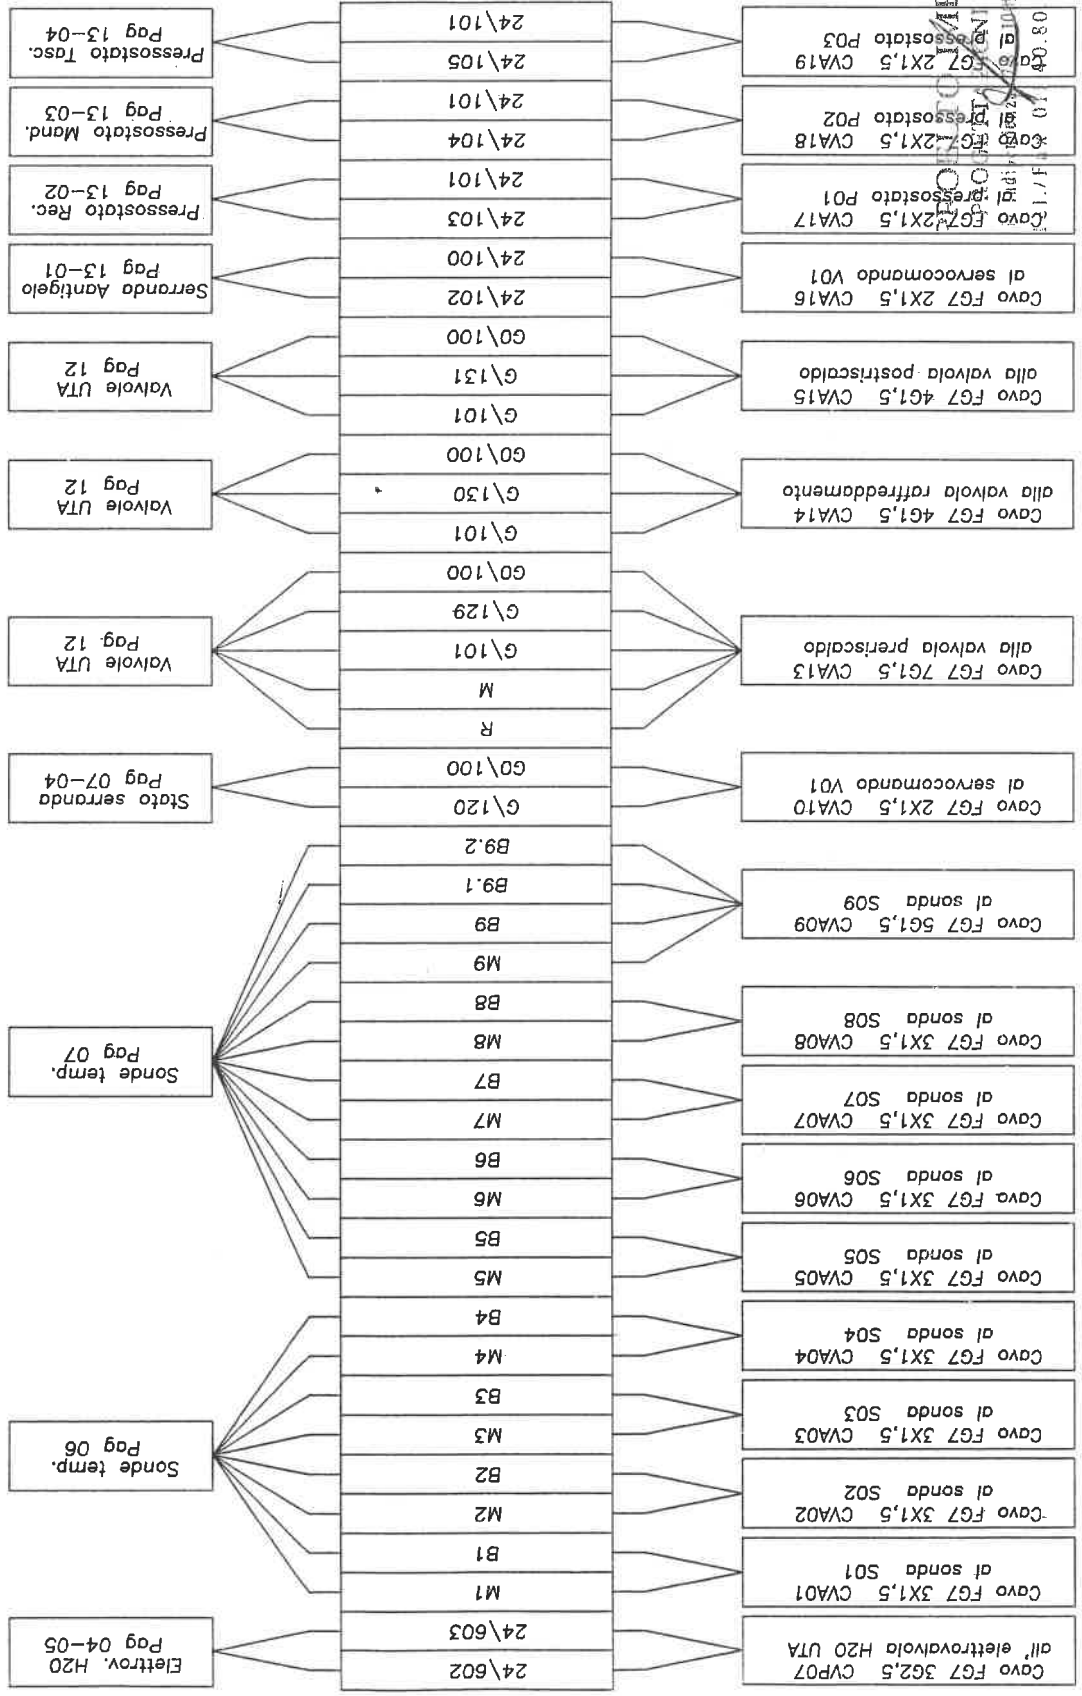 Cavo FG7 3G2,5 CVP07
all' elettrovalvola H2O UTA
Cavo FG7 3X1,5 CVA01
al sonda S01
Cavo FG7 3X1,5 CVA02
al sonda S02
Cavo FG7 3X1,5 CVA03
al sonda S03
Cavo FG7 3X1,5 CVA04
al sonda S04
Cavo FG7 3X1,5 CVA05
al sonda S05
Cavo FG7 3X1,5 CVA06
al sonda S06
Cavo FG7 3X1,5 CVA07
al sonda S07
Cavo FG7 3X1,5 CVA08
al sonda S08
Cavo FG7 5G1,5 CVA09
al sonda S09
Cavo FG7 2X1,5 CVA10
al servocomando V01
Cavo FG7 7G1,5 CVA13
alla valvola preriscaldo
Cavo FG7 4G1,5 CVA14
alla valvola raffreddamento
Cavo FG7 4G1,5 CVA15
alla valvola postriscaldo
Cavo FG7 2X1,5 CVA16
al servocomando V01
Cavo FG7 2X1,5 CVA17
al pressostato P01
Cavo FG7 2X1,5 CVA18
al pressostato P02
Cavo FG7 2X1,5 CVA19
al pressostato P03
24\602
24\603
M1
B1
M2
B2
M3
B3
M4
B4
M5
B5
M6
B6
M7
B7
M8
B8
M9
B9
B9.1
B9.2
G\120
G0\100
R
M
G\101
G\129
G0\100
G\101
G\130
G0\100
G\101
G\131
G0\100
24\102
24\100
24\103
24\101
24\104
24\101
24\105
24\101
Elettrov. H2O
Pag 04-05
Sonde temp.
Pag 06
Sonde temp.
Pag 07
Stato serranda
Pag 07-04
Valvole UTA
Pag. 12
Valvole UTA
Pag 12
Valvole UTA
Pag 12
Serranda Aantigelo
Pag 13-01
Pressostato Rec.
Pag 13-02
Pressostato Mand.
Pag 13-03
Pressostato Tasc.
Pag 13-04